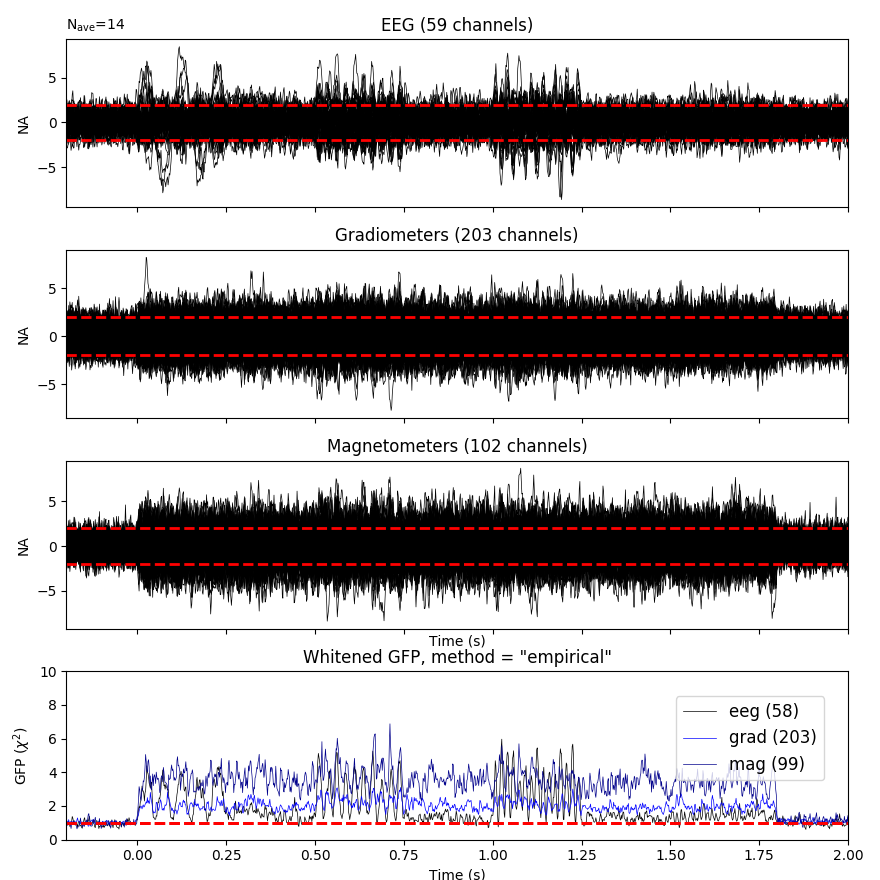 N_ave=14
EEG (59 channels)
5
0
−5
NA
Gradiometers (203 channels)
5
0
−5
NA
Magnetometers (102 channels)
5
0
−5
NA
Time (s)
Whitened GFP, method = "empirical"
10
8
6
4
2
0
GFP (χ²)
eeg (58)
grad (203)
mag (99)
0.00 0.25 0.50 0.75 1.00 1.25 1.50 1.75 2.00
Time (s)